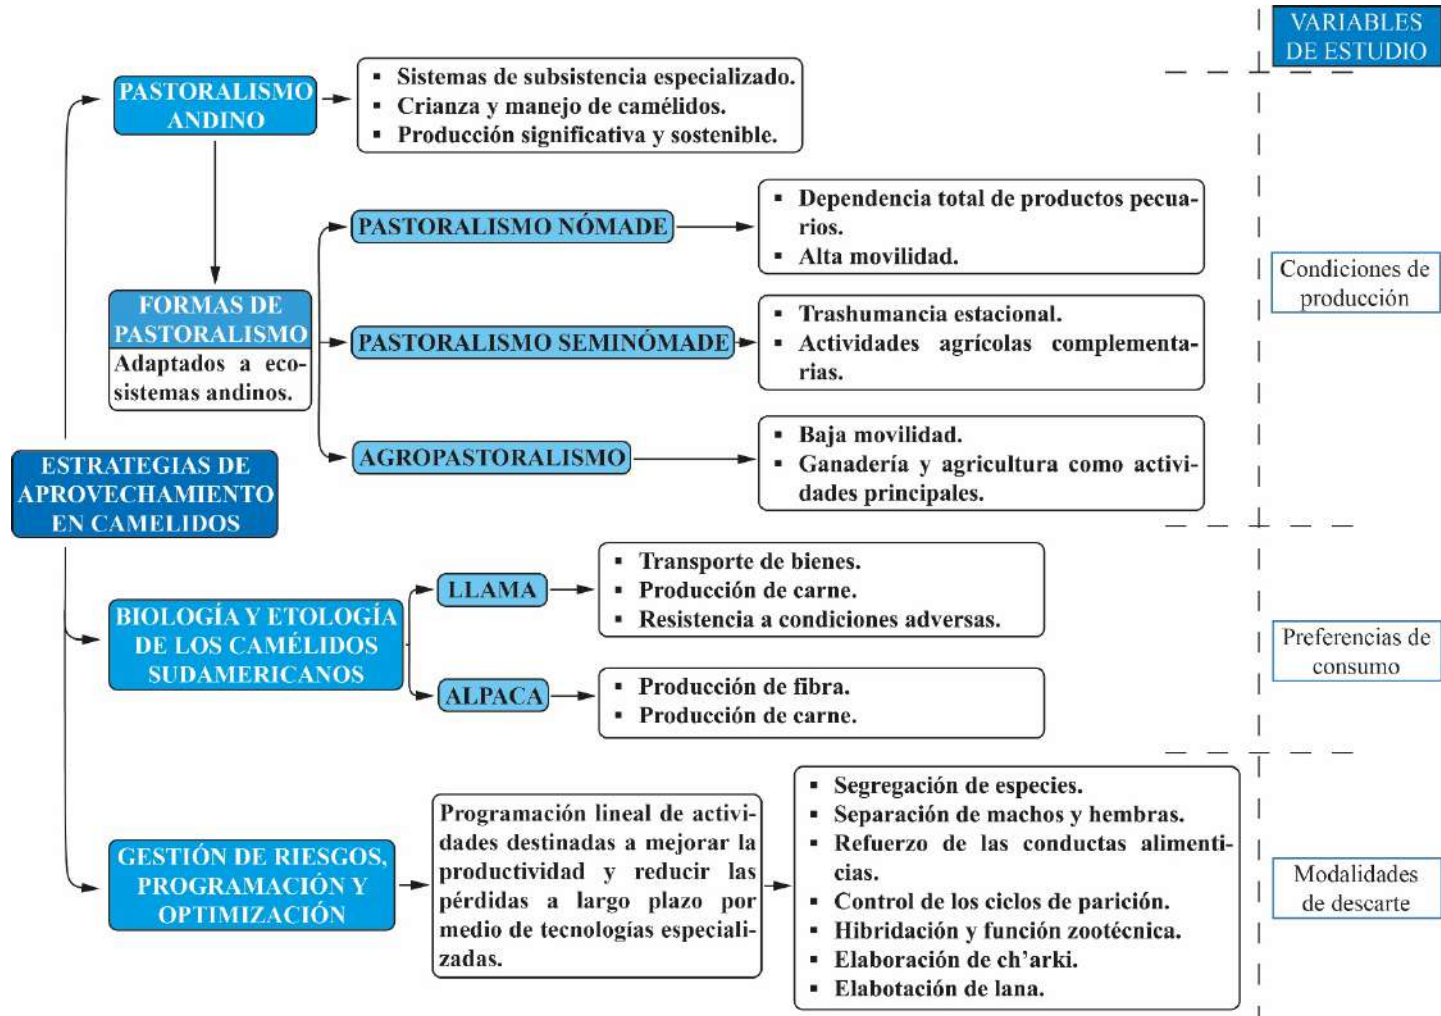 VARIABLES
DE ESTUDIO
PASTORALISMO
ANDINO
▪ Sistemas de subsistencia especializado.
▪ Crianza y manejo de camélidos.
▪ Producción significativa y sostenible.
PASTORALISMO NÓMADE
▪ Dependencia total de productos pecua-
rios.
▪ Alta movilidad.
Condiciones de
producción
FORMAS DE
PASTORALISMO
Adaptados a eco-
sistemas andinos.
PASTORALISMO SEMINÓMADE
▪ Trashumancia estacional.
▪ Actividades agrícolas complementa-
rias.
AGROPASTORALISMO
▪ Baja movilidad.
▪ Ganadería y agricultura como activi-
dades principales.
ESTRATEGIAS DE
APROVECHAMIENTO
EN CAMELIDOS
BIOLOGÍA Y ETOLOGÍA
DE LOS CAMÉLIDOS
SUDAMERICANOS
LLAMA
▪ Transporte de bienes.
▪ Producción de carne.
▪ Resistencia a condiciones adversas.
ALPACA
▪ Producción de fibra.
▪ Producción de carne.
Preferencias de
consumo
GESTIÓN DE RIESGOS,
PROGRAMACIÓN Y
OPTIMIZACIÓN
Programación lineal de activi-
dades destinadas a mejorar la
productividad y reducir las
pérdidas a largo plazo por
medio de tecnologías especiali-
zadas.
▪ Segregación de especies.
▪ Separación de machos y hembras.
▪ Refuerzo de las conductas alimenti-
cias.
▪ Control de los ciclos de parición.
▪ Hibridación y función zootécnica.
▪ Elaboración de ch’arki.
▪ Elabotación de lana.
Modalidades
de descarte